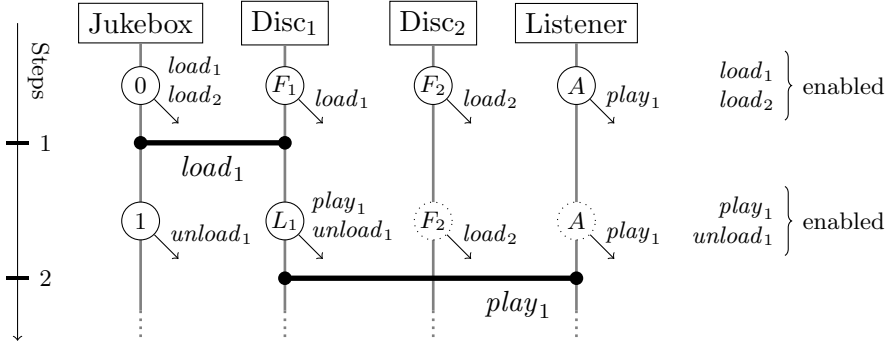 Jukebox Disc₁ Disc₂ Listener
Steps
0 load₁ load₂ F₁ load₁ F₂ load₂ A play₁ load₁ load₂ enabled
1
load₁
1 unload₁ L₁ play₁ unload₁ F₂ load₂ A play₁ play₁ unload₁ enabled
2
play₁